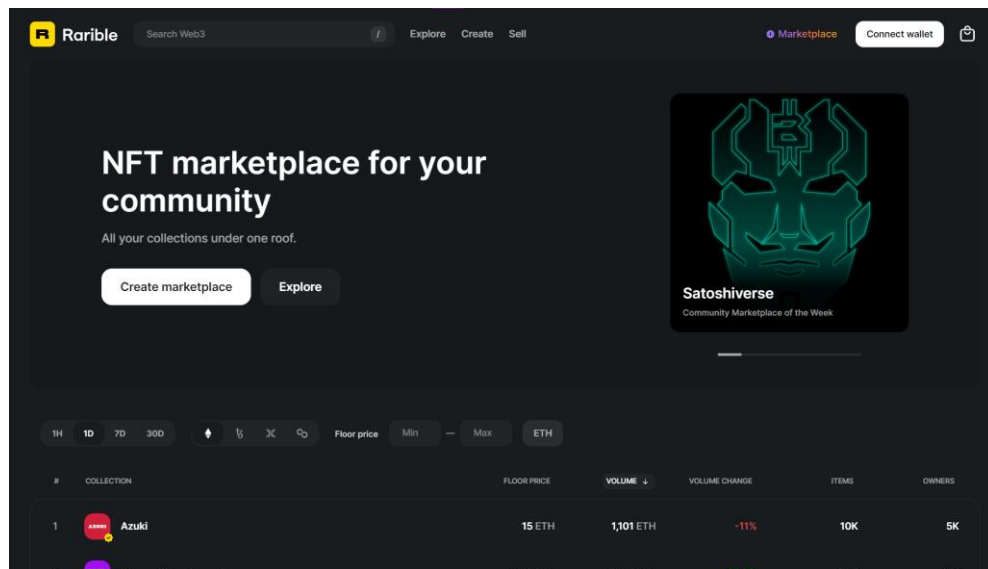 R Rarible Search Web3 / Explore Create Sell Marketplace Connect wallet
NFT marketplace for your
community
All your collections under one roof.
Create marketplace Explore
Satoshiverse
Community Marketplace of the Week
1H 1D 7D 30D Floor price Min — Max ETH
# COLLECTION FLOOR PRICE VOLUME ↓ VOLUME CHANGE ITEMS OWNERS
1 AZUKI Azuki 15 ETH 1,101 ETH -11% 10K 5K